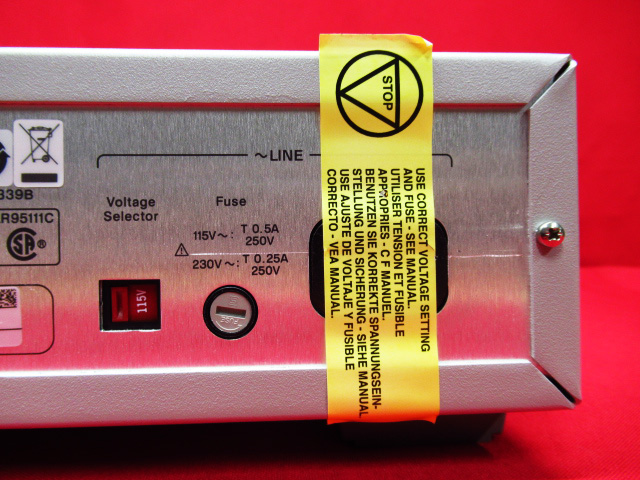 STOP
USE CORRECT VOLTAGE SETTING
AND FUSE - SEE MANUAL.
UTILISER TENSION ET FUSIBLE
APPROPRIES - C F MANUEL.
BENUTZEN SIE KORREKTE SPANNUNGSEIN-
STELLUNG UND SICHERUNG - SIEHE MANUAL
USE AJUSTE DE VOLTAJE Y FUSIBLE
CORRECTO - VEA MANUAL.
~LINE
Voltage
Selector
Fuse
115V~: T 0.5A
250V
230V~: T 0.25A
250V
115V
339B
R95111C